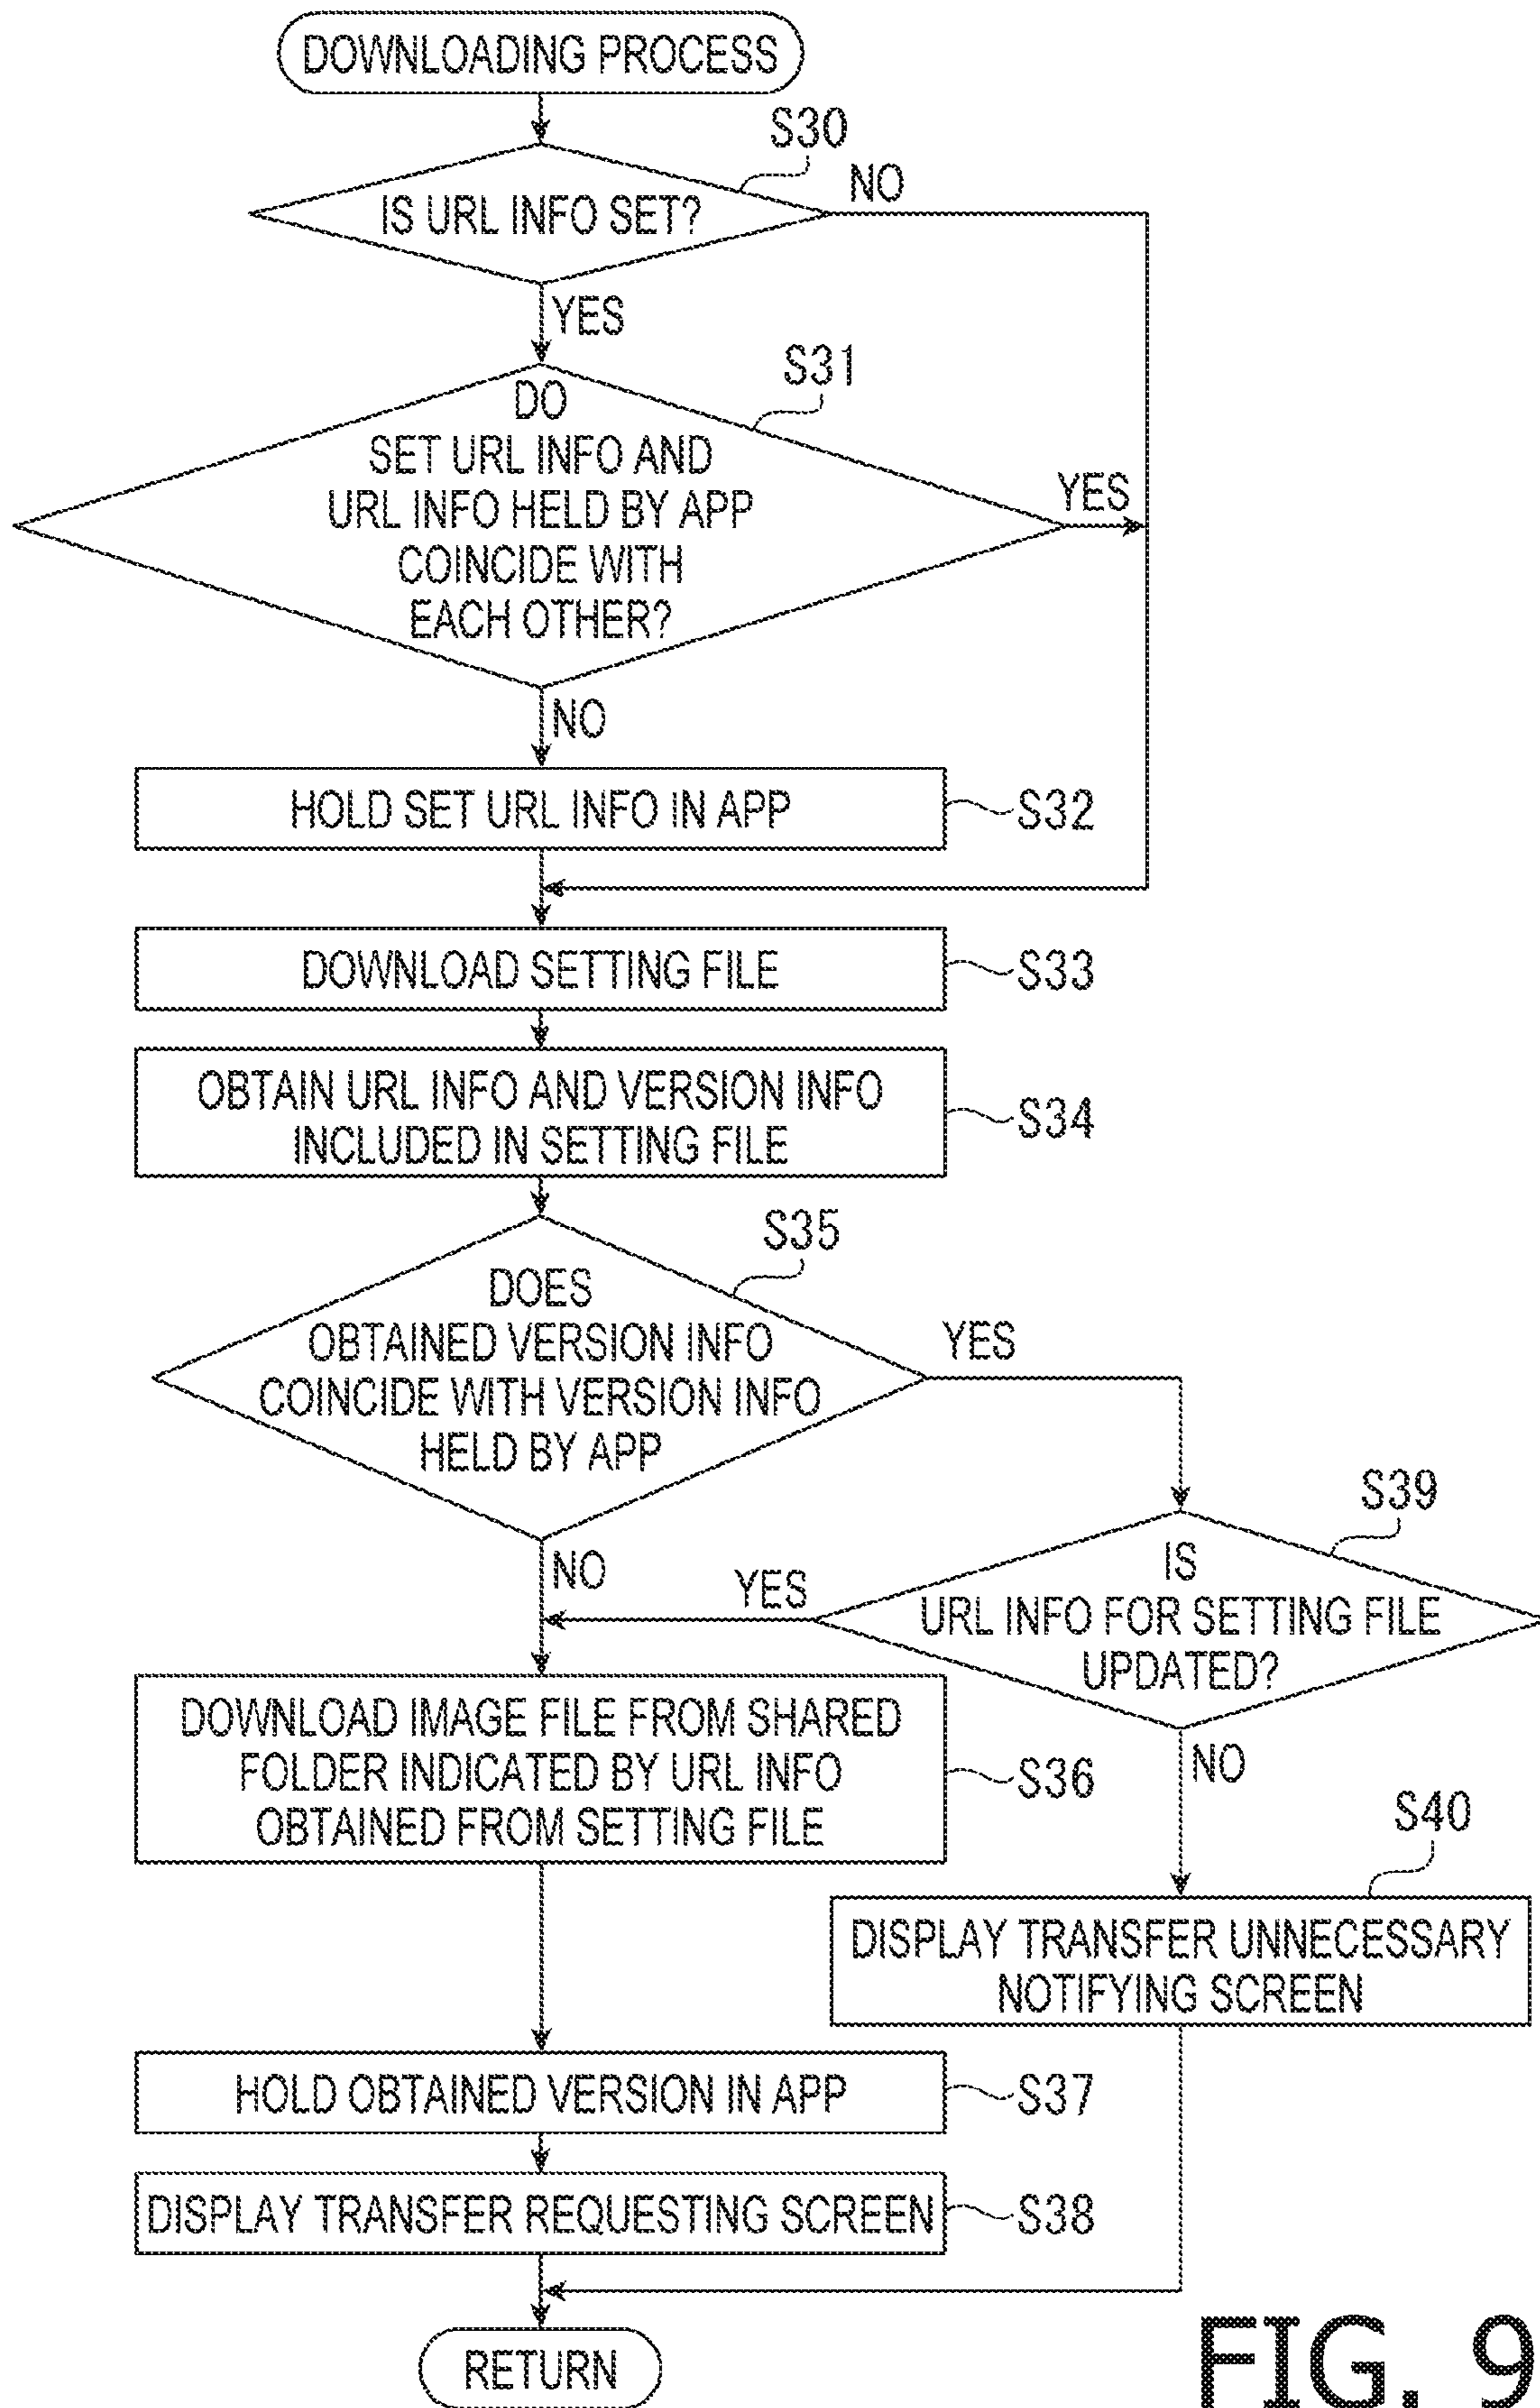 DOWNLOADING PROCESS
S30
IS URL INFO SET?
NO
YES
S31
DO
SET URL INFO AND
URL INFO HELD BY APP
COINCIDE WITH
EACH OTHER?
YES
NO
HOLD SET URL INFO IN APP
S32
DOWNLOAD SETTING FILE
S33
OBTAIN URL INFO AND VERSION INFO
INCLUDED IN SETTING FILE
S34
S35
DOES
OBTAINED VERSION INFO
COINCIDE WITH VERSION INFO
HELD BY APP
YES
NO
S39
IS
URL INFO FOR SETTING FILE
UPDATED?
YES
NO
DOWNLOAD IMAGE FILE FROM SHARED
FOLDER INDICATED BY URL INFO
OBTAINED FROM SETTING FILE
S36
S40
DISPLAY TRANSFER UNNECESSARY
NOTIFYING SCREEN
HOLD OBTAINED VERSION IN APP
S37
DISPLAY TRANSFER REQUESTING SCREEN
S38
RETURN
FIG. 9